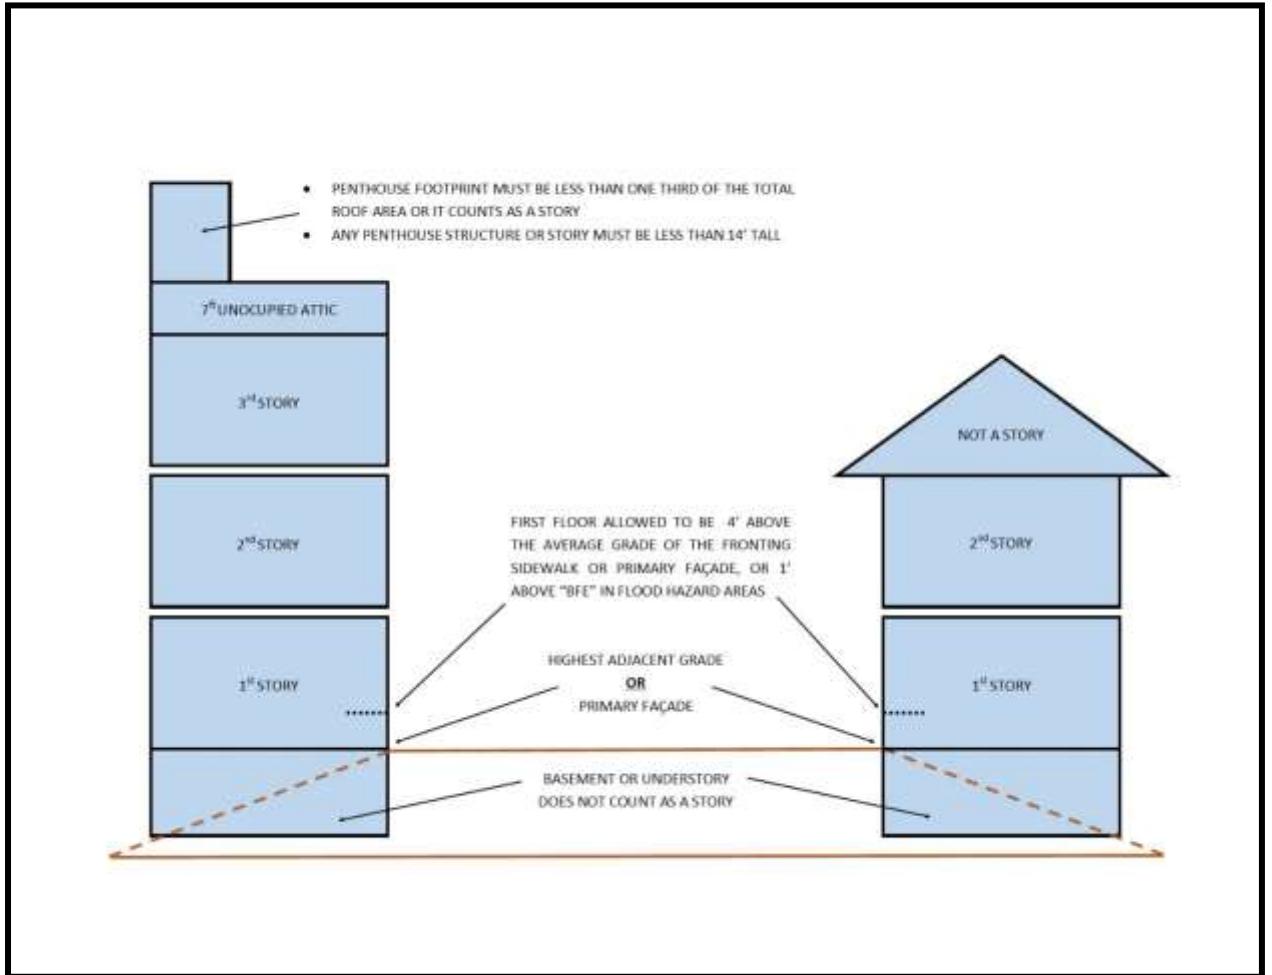 • PENTHOUSE FOOTPRINT MUST BE LESS THAN ONE THIRD OF THE TOTAL
ROOF AREA OR IT COUNTS AS A STORY
• ANY PENTHOUSE STRUCTURE OR STORY MUST BE LESS THAN 14' TALL
7ft UNOCUPIED ATTIC
3rd STORY
NOT A STORY
2nd STORY
FIRST FLOOR ALLOWED TO BE 4' ABOVE
THE AVERAGE GRADE OF THE FRONTING
SIDEWALK OR PRIMARY FAÇADE, OR 1'
ABOVE "BFE" IN FLOOD HAZARD AREAS
2nd STORY
1st STORY
HIGHEST ADJACENT GRADE
OR
PRIMARY FAÇADE
1st STORY
BASEMENT OR UNDERSTORY
DOES NOT COUNT AS A STORY